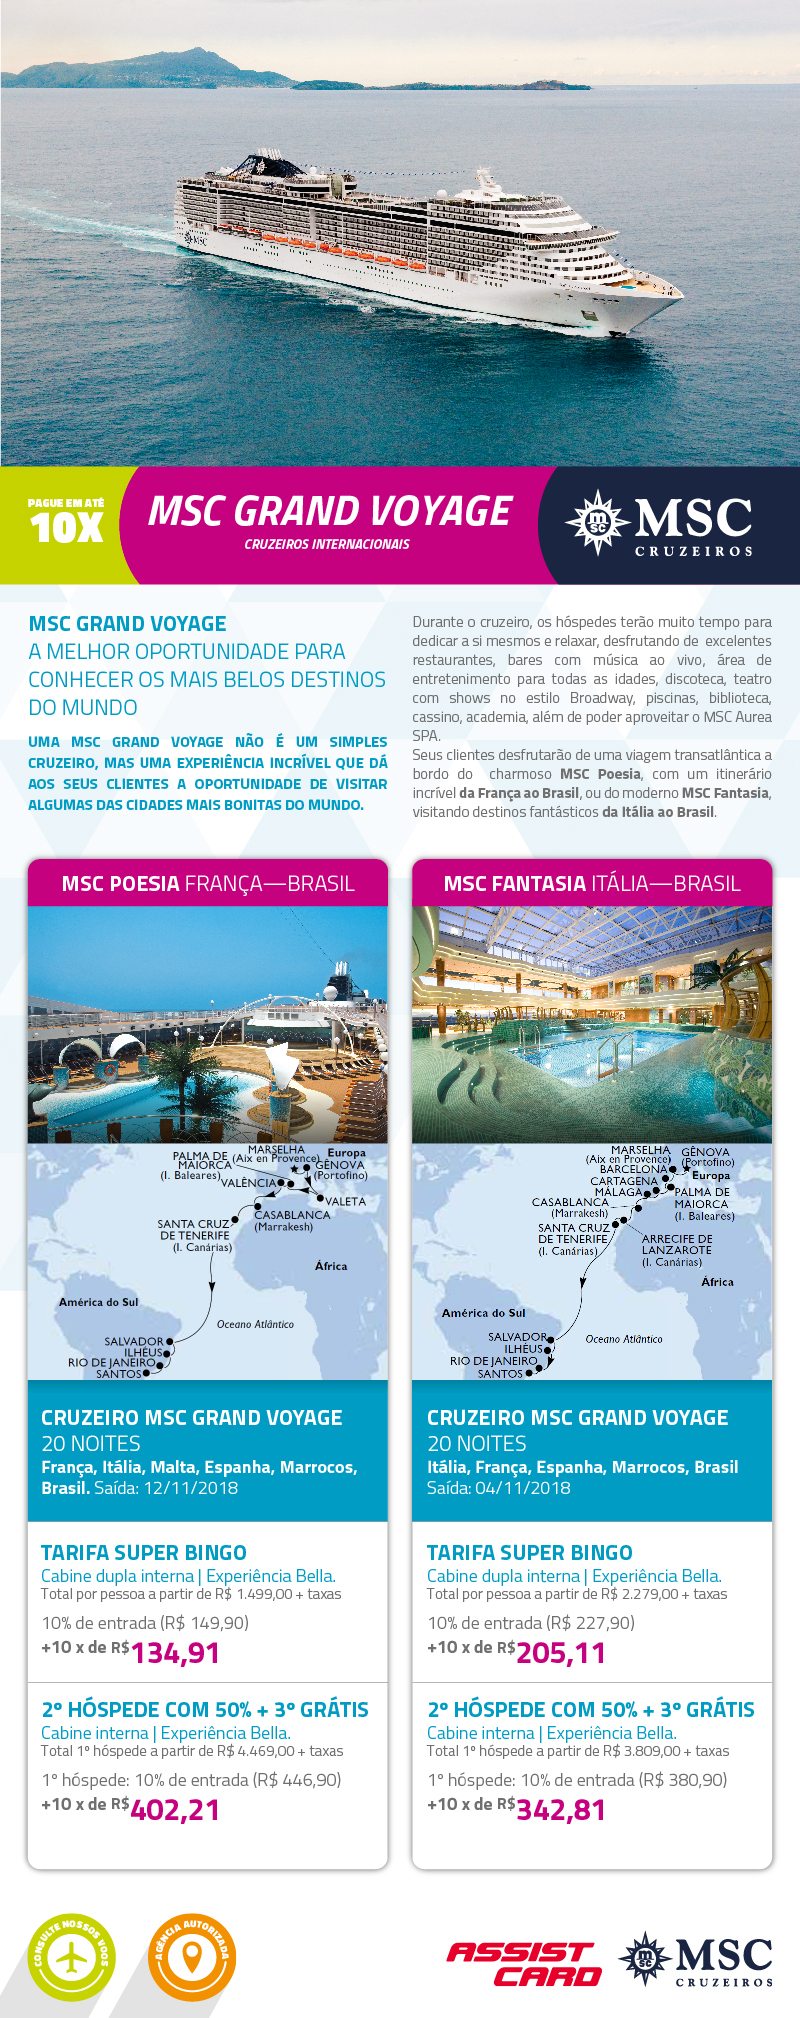 MSC
PAGUE EM ATÉ
10X
MSC GRAND VOYAGE
CRUZEIROS INTERNACIONAIS
msc
MSC
CRUZEIROS
MSC GRAND VOYAGE
A MELHOR OPORTUNIDADE PARA
CONHECER OS MAIS BELOS DESTINOS
DO MUNDO
UMA MSC GRAND VOYAGE NÃO É UM SIMPLES
CRUZEIRO, MAS UMA EXPERIÊNCIA INCRÍVEL QUE DÁ
AOS SEUS CLIENTES A OPORTUNIDADE DE VISITAR
ALGUMAS DAS CIDADES MAIS BONITAS DO MUNDO.
Durante o cruzeiro, os hóspedes terão muito tempo para
dedicar a si mesmos e relaxar, desfrutando de excelentes
restaurantes, bares com música ao vivo, área de
entretenimento para todas as idades, discoteca, teatro
com shows no estilo Broadway, piscinas, biblioteca,
cassino, academia, além de poder aproveitar o MSC Aurea
SPA.
Seus clientes desfrutarão de uma viagem transatlântica a
bordo do charmoso MSC Poesia, com um itinerário
incrível da França ao Brasil, ou do moderno MSC Fantasia,
visitando destinos fantásticos da Itália ao Brasil.
MSC POESIA FRANÇA—BRASIL
MARSELHA
(Aix en Provence)
Europa
PALMA DE
MAIORCA
(I. Baleares)
GÊNOVA
(Portofino)
VALÊNCIA
VALETA
CASABLANCA
(Marrakesh)
SANTA CRUZ
DE TENERIFE
(I. Canárias)
África
América do Sul
Oceano Atlântico
SALVADOR
ILHÉUS
RIO DE JANEIRO
SANTOS
CRUZEIRO MSC GRAND VOYAGE
20 NOITES
França, Itália, Malta, Espanha, Marrocos,
Brasil. Saída: 12/11/2018
TARIFA SUPER BINGO
Cabine dupla interna | Experiência Bella.
Total por pessoa a partir de R$ 1.499,00 + taxas
10% de entrada (R$ 149,90)
+10 x de R$134,91
2º HÓSPEDE COM 50% + 3º GRÁTIS
Cabine interna | Experiência Bella.
Total 1º hóspede a partir de R$ 4.469,00 + taxas
1º hóspede: 10% de entrada (R$ 446,90)
+10 x de R$402,21
MSC FANTASIA ITÁLIA—BRASIL
MARSELHA
(Aix en Provence)
GÊNOVA
(Portofino)
BARCELONA
Europa
CARTAGENA
MÁLAGA
PALMA DE
MAIORCA
(I. Baleares)
CASABLANCA
(Marrakesh)
SANTA CRUZ
DE TENERIFE
(I. Canárias)
ARRECIFE DE
LANZAROTE
(I. Canárias)
África
América do Sul
Oceano Atlântico
SALVADOR
ILHÉUS
RIO DE JANEIRO
SANTOS
CRUZEIRO MSC GRAND VOYAGE
20 NOITES
Itália, França, Espanha, Marrocos, Brasil
Saída: 04/11/2018
TARIFA SUPER BINGO
Cabine dupla interna | Experiência Bella.
Total por pessoa a partir de R$ 2.279,00 + taxas
10% de entrada (R$ 227,90)
+10 x de R$205,11
2º HÓSPEDE COM 50% + 3º GRÁTIS
Cabine interna | Experiência Bella.
Total 1º hóspede a partir de R$ 3.809,00 + taxas
1º hóspede: 10% de entrada (R$ 380,90)
+10 x de R$342,81
CONSULTE NOSSOS VOOS
AGÊNCIA AUTORIZADA
ASSIST
CARD
msc
MSC
CRUZEIROS